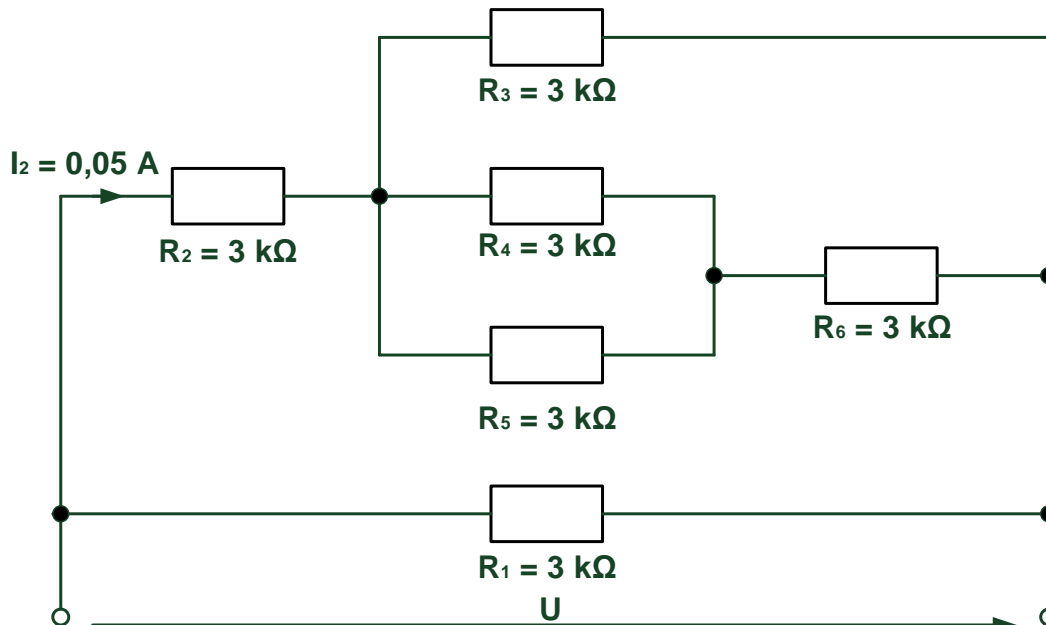 R₃ = 3 kΩ
I₂ = 0,05 A
R₂ = 3 kΩ
R₄ = 3 kΩ
R₆ = 3 kΩ
R₅ = 3 kΩ
R₁ = 3 kΩ
U